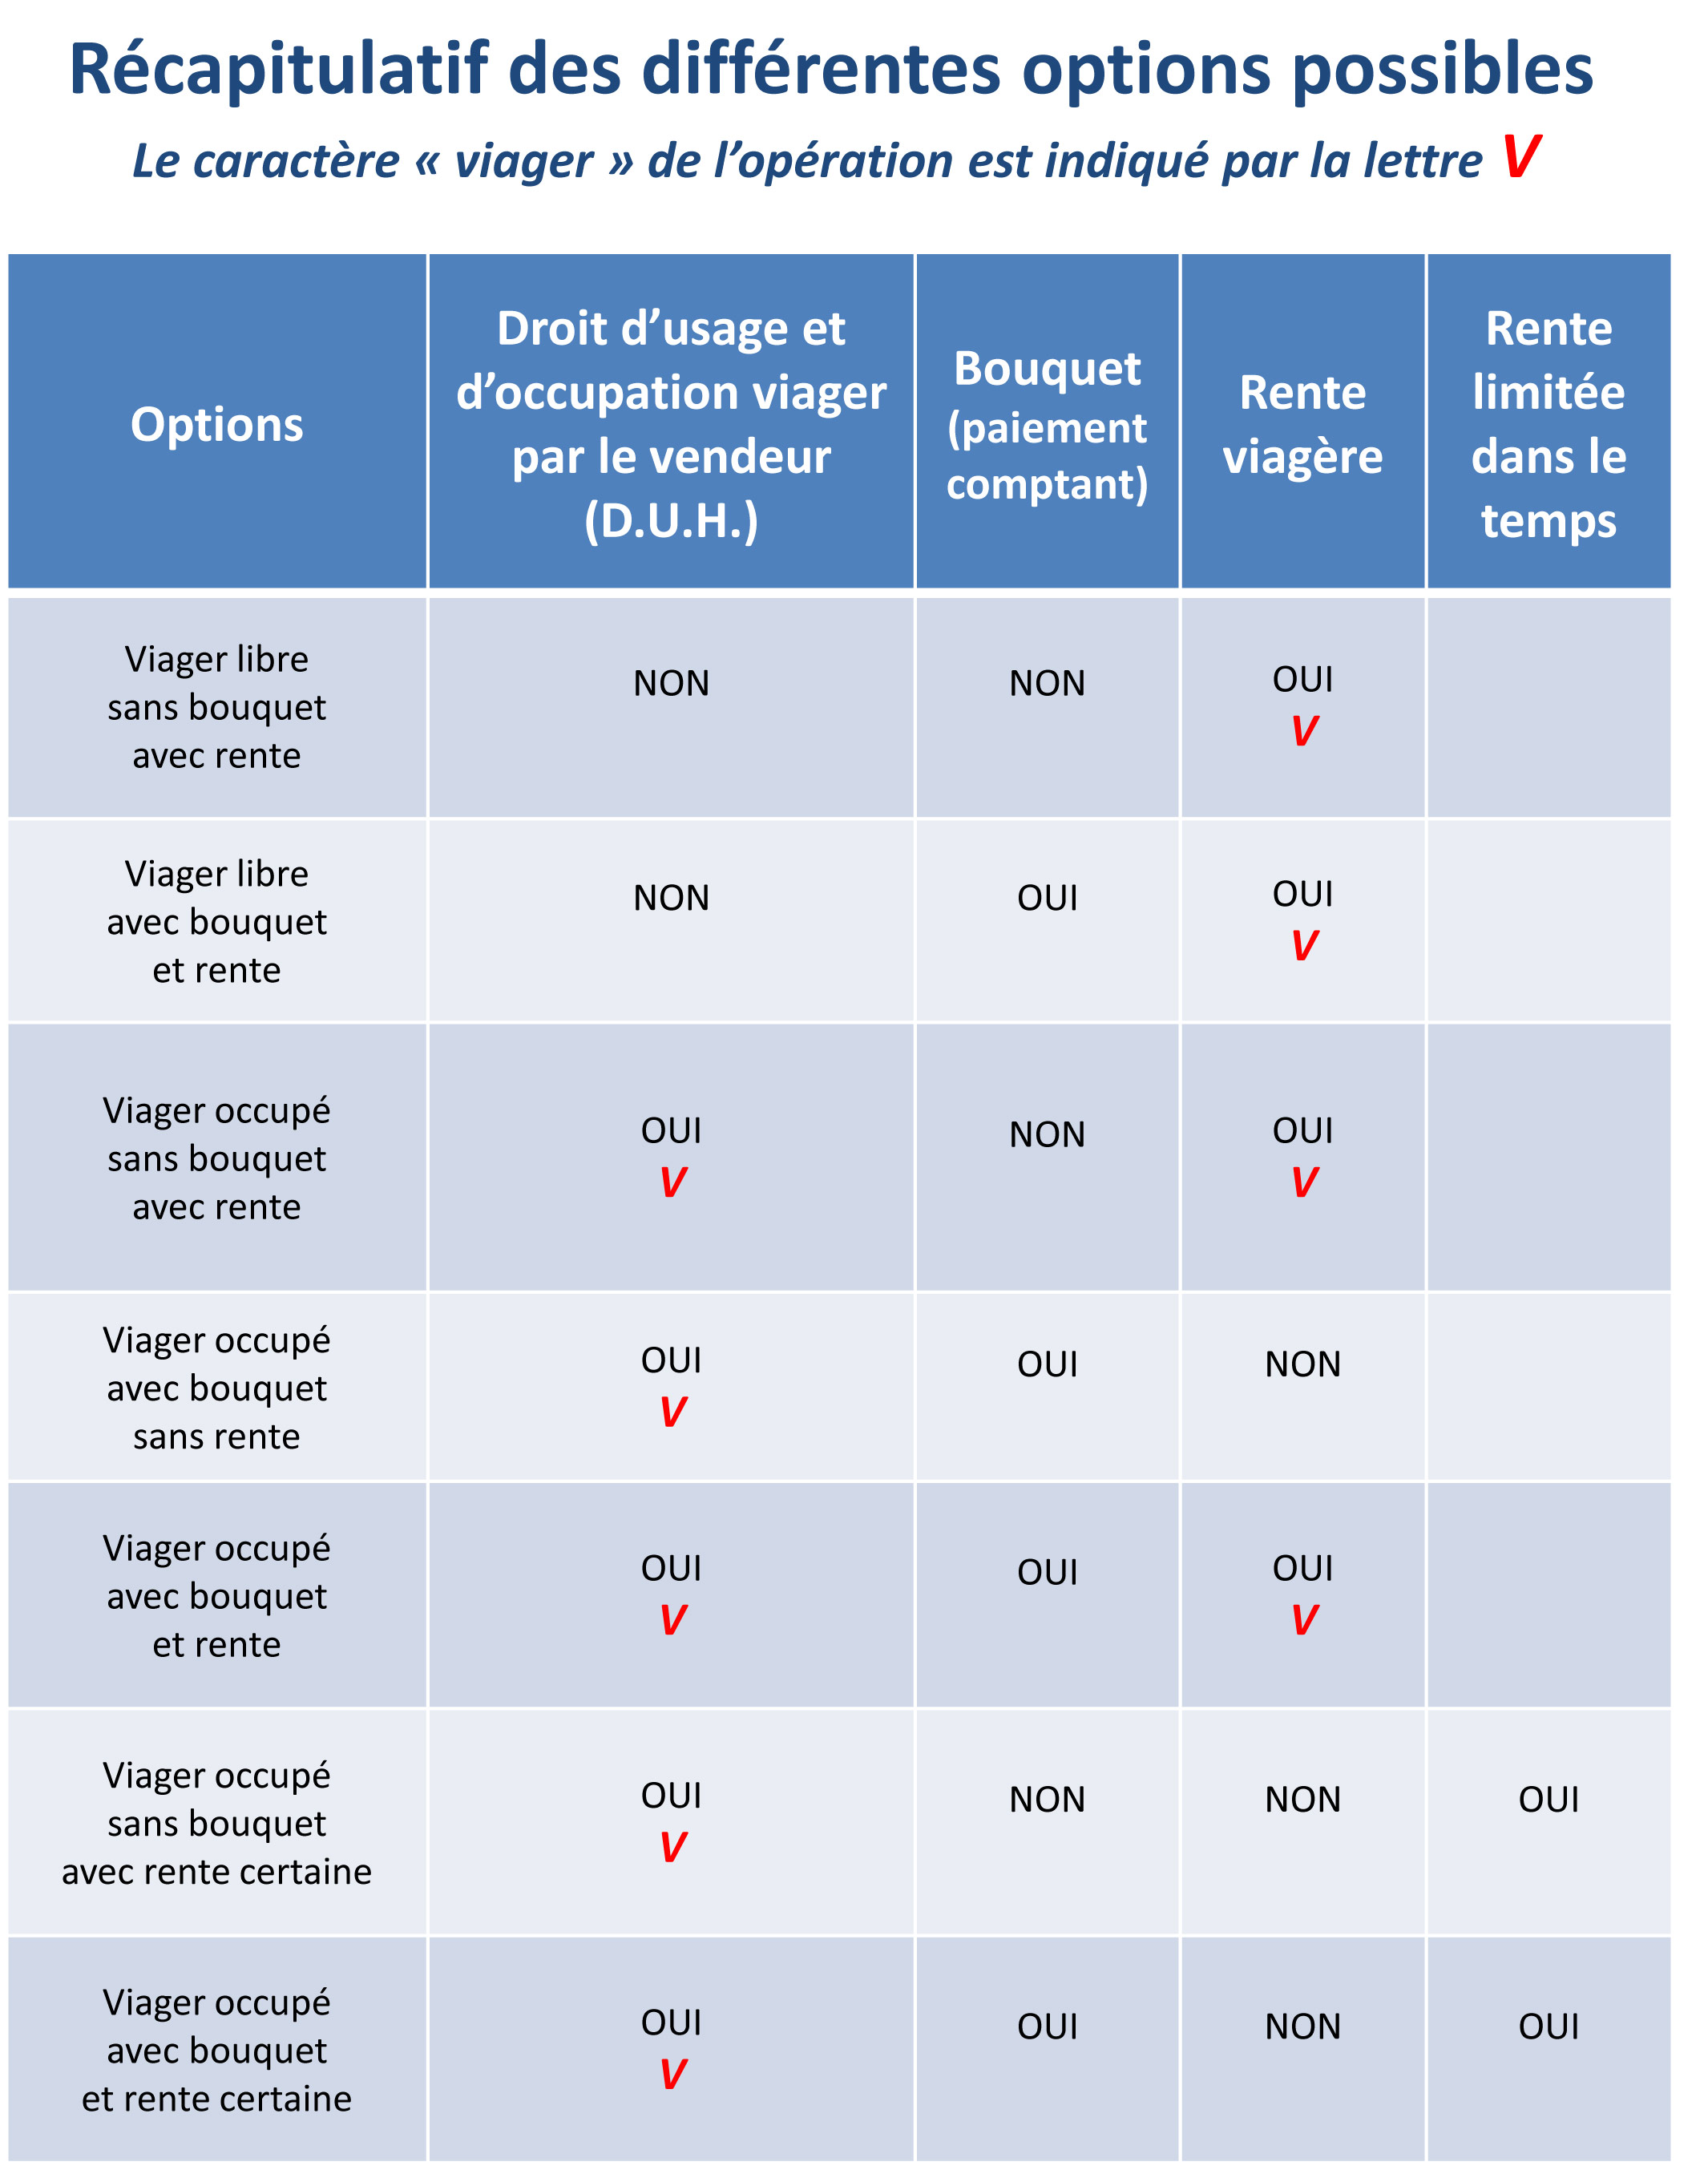 Récapitulatif des différentes options possibles
Le caractère « viager » de l’opération est indiqué par la lettre V
Options
Droit d’usage et
d’occupation viager
par le vendeur
(D.U.H.)
Bouquet
(paiement
comptant)
Rente
viagère
Rente
limitée
dans le
temps
Viager libre
sans bouquet
avec rente
NON
NON
OUI
V
Viager libre
avec bouquet
et rente
NON
OUI
OUI
V
Viager occupé
sans bouquet
avec rente
OUI
V
NON
OUI
V
Viager occupé
avec bouquet
sans rente
OUI
V
OUI
NON
Viager occupé
avec bouquet
et rente
OUI
V
OUI
OUI
V
Viager occupé
sans bouquet
avec rente certaine
OUI
V
NON
NON
OUI
Viager occupé
avec bouquet
et rente certaine
OUI
V
OUI
NON
OUI